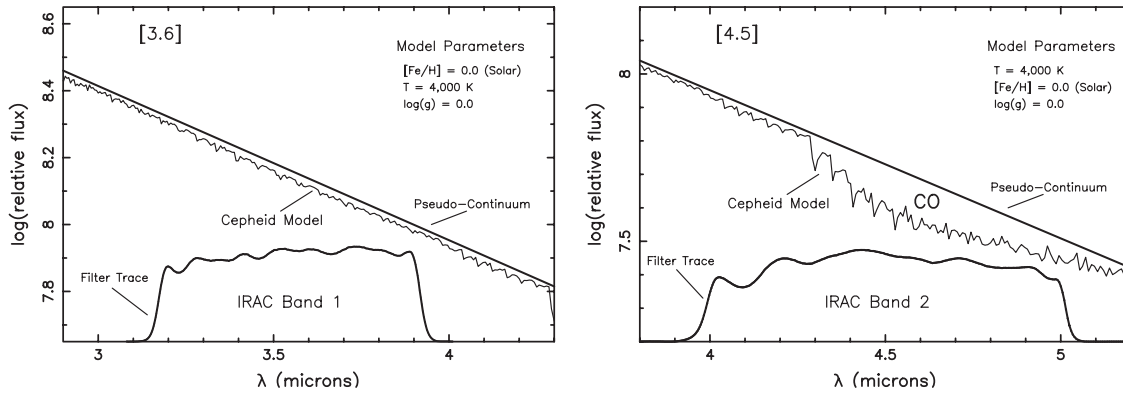 [3.6]
Model Parameters
[Fe/H] = 0.0 (Solar)
T = 4,000 K
log(g) = 0.0
Cepheid Model
Pseudo-Continuum
Filter Trace
IRAC Band 1
log(relative flux)
8.6
8.4
8.2
8
7.8
3
3.5
4
λ (microns)
[4.5]
Model Parameters
T = 4,000 K
[Fe/H] = 0.0 (Solar)
log(g) = 0.0
CO
Cepheid Model
Pseudo-Continuum
Filter Trace
IRAC Band 2
log(relative flux)
8
7.5
4
4.5
5
λ (microns)